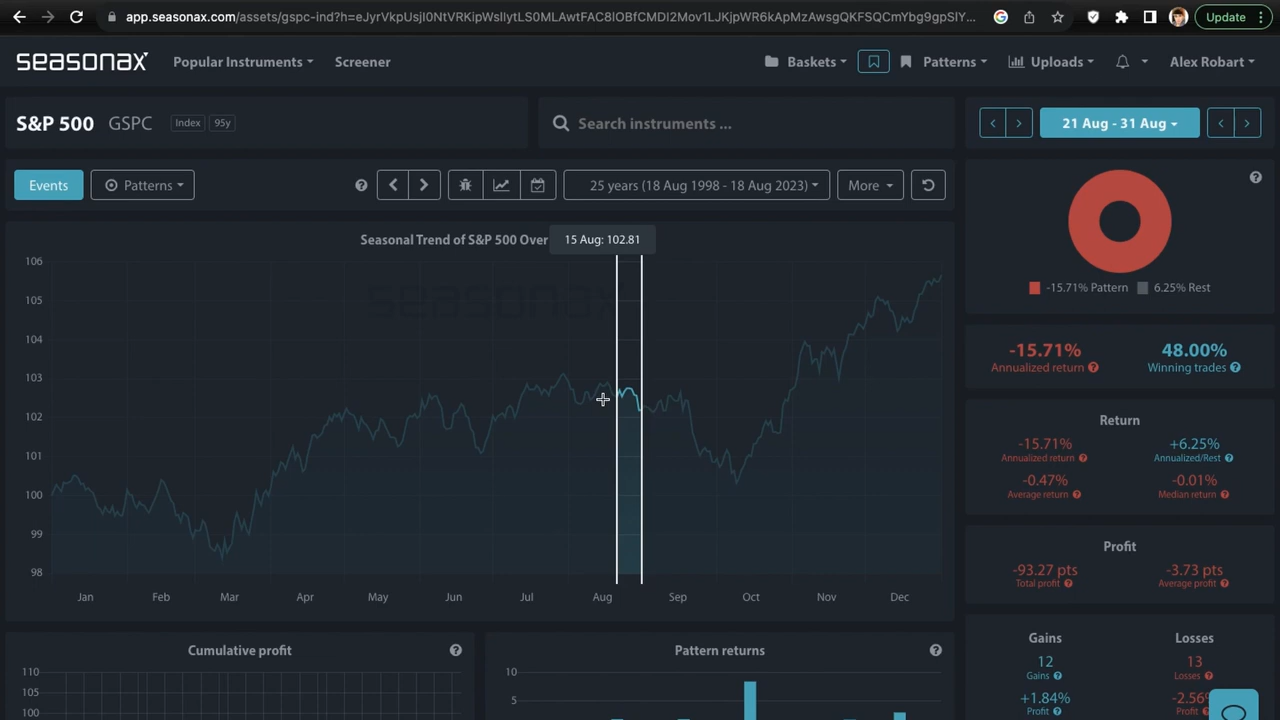 app.seasonax.com/assets/gspc-ind?h=eJyrVkpUsjI0NtVRKipWsIlytLS0MLAwtFAC8lOBfCMDI2Mov1LJKjpWR6kApMzAwsgQKFSQCmYbg9gpSIY...
Update
seasonax
Popular Instruments
Screener
Baskets
Patterns
Uploads
Alex Robart
S&P 500 GSPC Index 95y
Search instruments ...
21 Aug - 31 Aug
Events
Patterns
25 years (18 Aug 1998 - 18 Aug 2023)
More
Seasonal Trend of S&P 500 Over
15 Aug: 102.81
seasonax
106
105
104
103
102
101
100
99
98
Jan Feb Mar Apr May Jun Jul Aug Sep Oct Nov Dec
-15.71% Pattern 6.25% Rest
-15.71% 48.00%
Annualized return Winning trades
Return
-15.71% +6.25%
Annualized return Annualized/Rest
-0.47% -0.01%
Average return Median return
Profit
-93.27 pts -3.73 pts
Total profit Average profit
Gains Losses
12 13
Gains Losses
+1.84% -2.56%
Profit Profit
Cumulative profit
110
105
100
Pattern returns
10
5